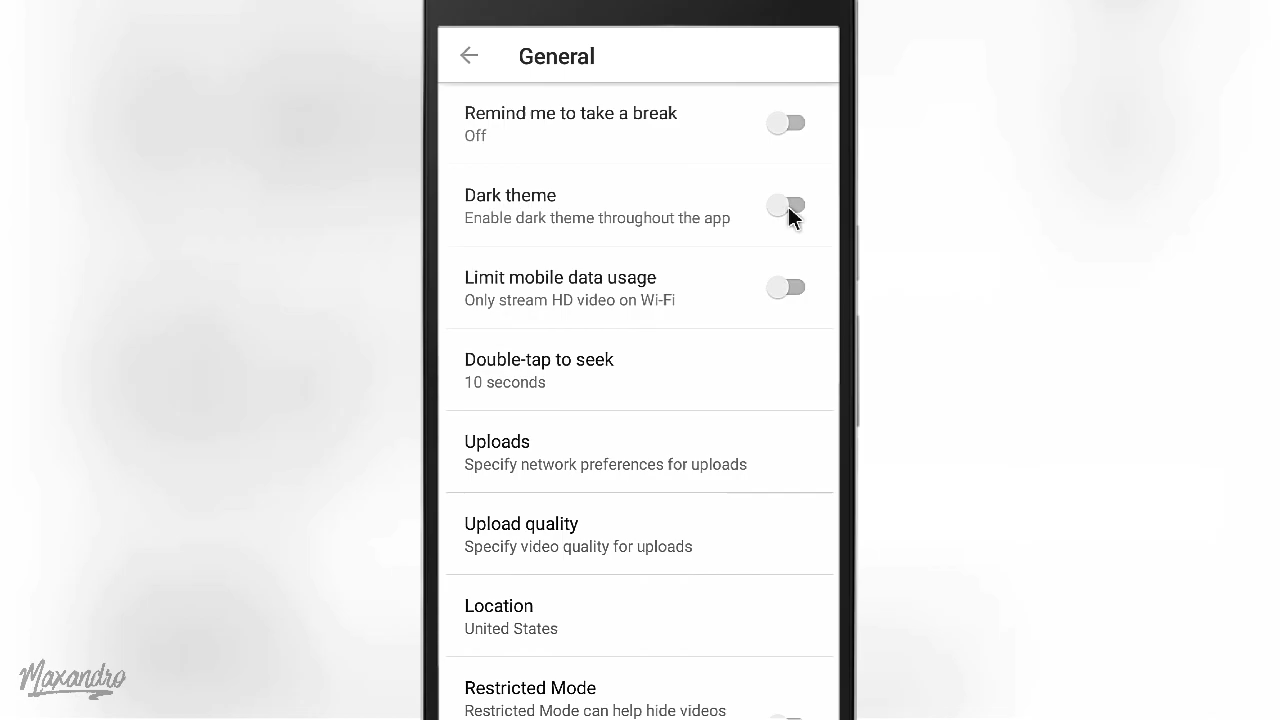 General
Remind me to take a break
Off
Dark theme
Enable dark theme throughout the app
Limit mobile data usage
Only stream HD video on Wi-Fi
Double-tap to seek
10 seconds
Uploads
Specify network preferences for uploads
Upload quality
Specify video quality for uploads
Location
United States
Restricted Mode
Restricted Mode can help hide videos
Maxandro